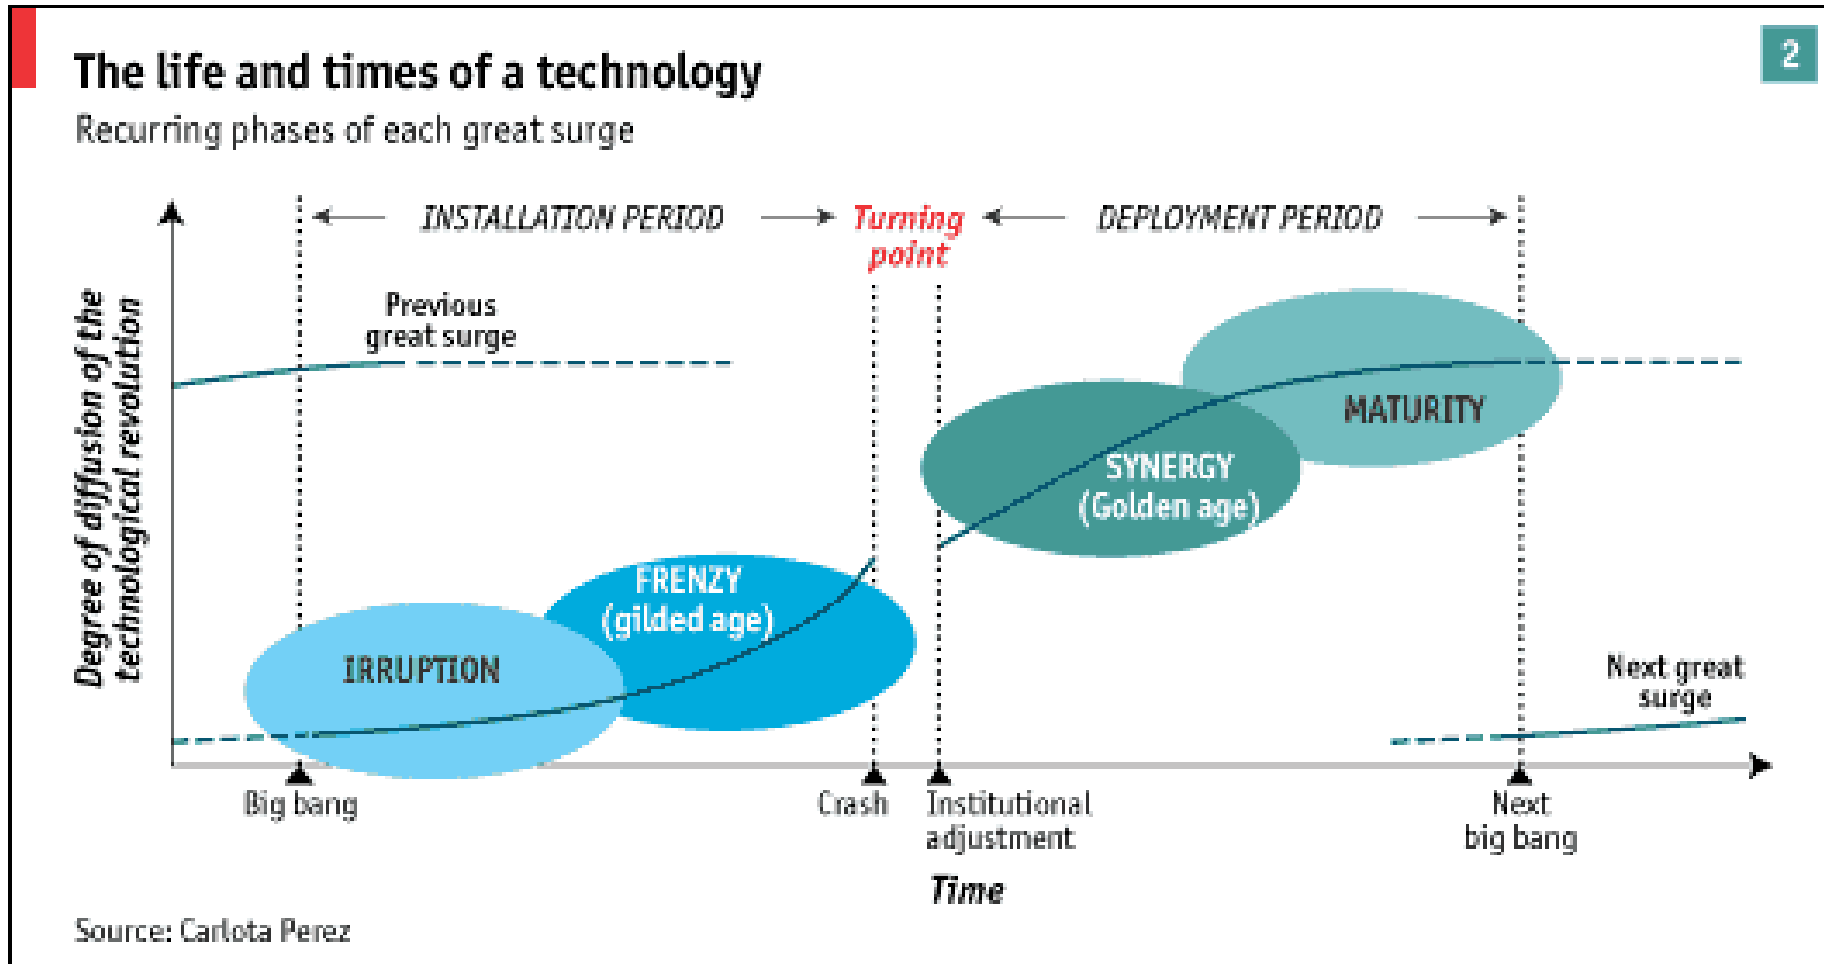 The life and times of a technology
2
Recurring phases of each great surge
INSTALLATION PERIOD
Turning
point
DEPLOYMENT PERIOD
Degree of diffusion of the
technological revolution
Previous
great surge
MATURITY
SYNERGY
(Golden age)
FRENZY
(gilded age)
IRRUPTION
Next great
surge
Big bang
Crash
Institutional
adjustment
Next
big bang
Time
Source: Carlota Perez